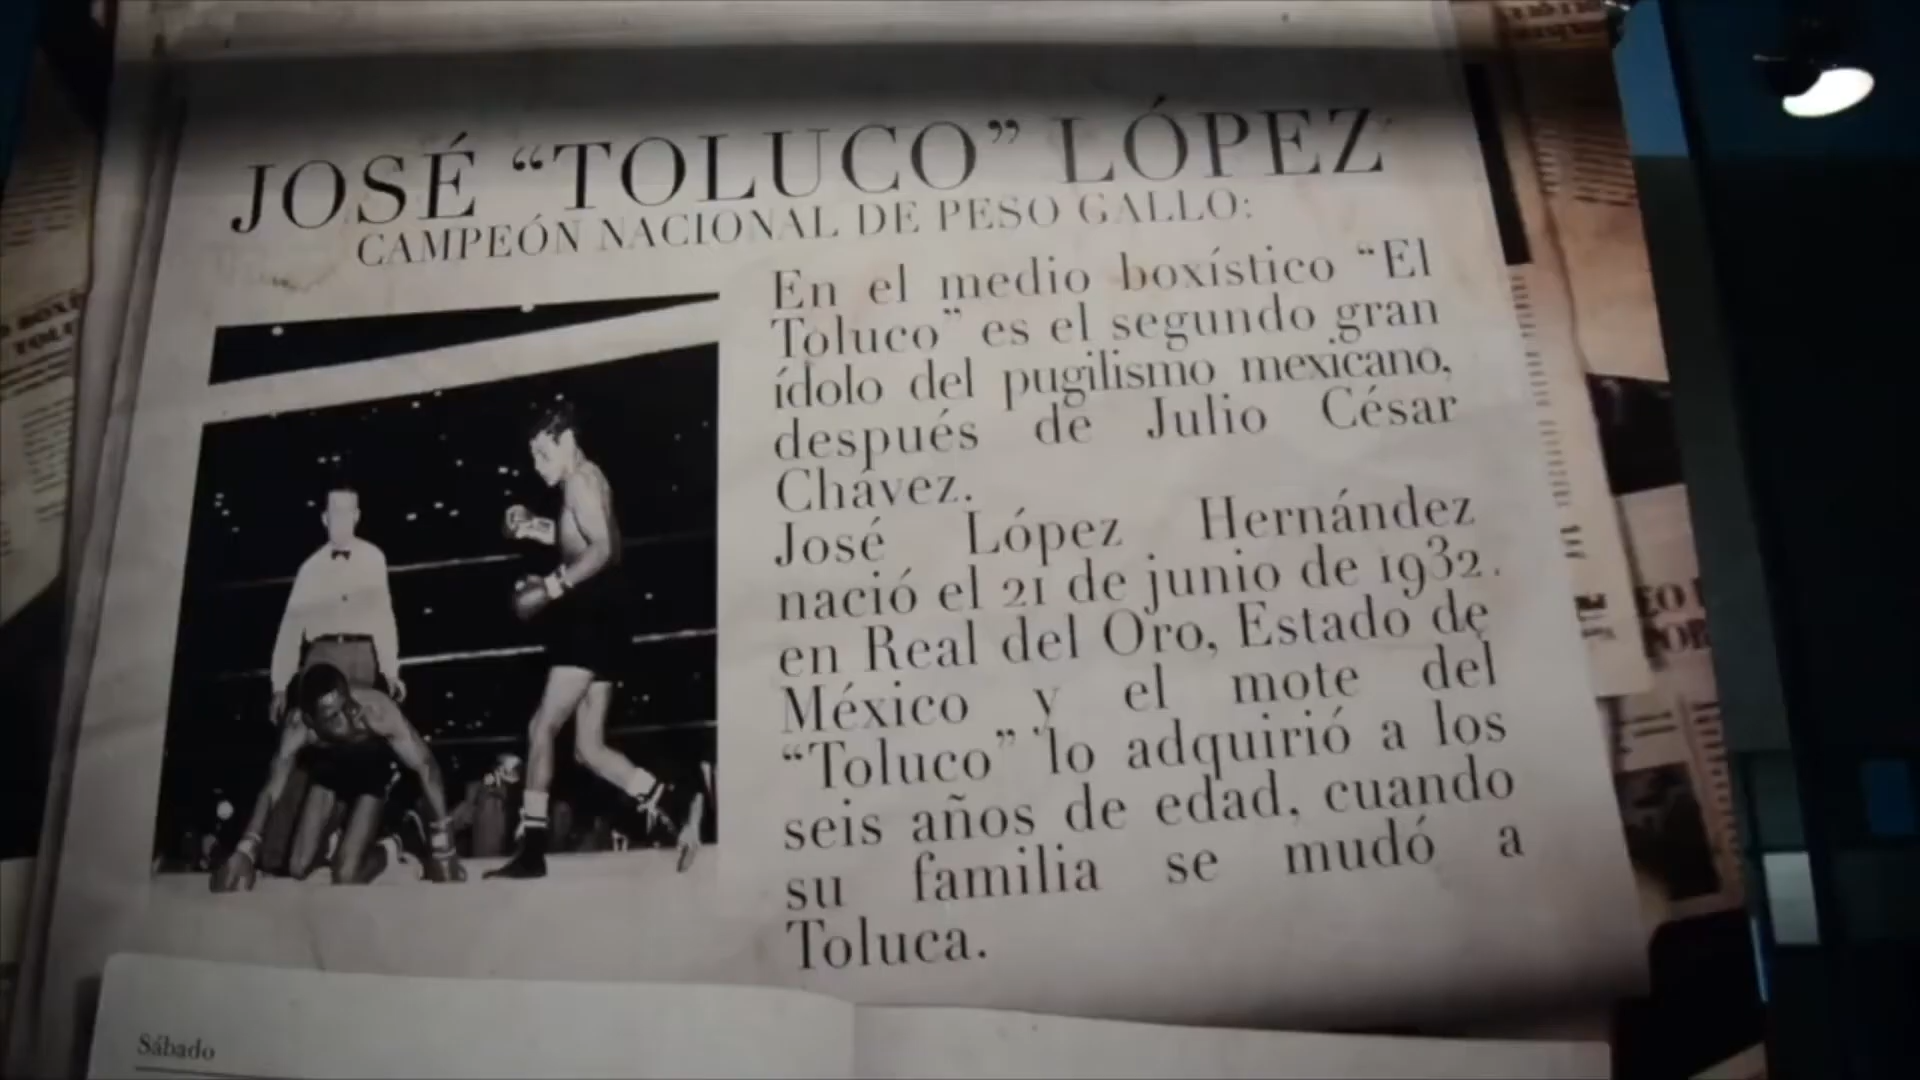 JOSÉ “TOLUCO” LÓPEZ
CAMPEÓN NACIONAL DE PESO GALLO:
En el medio boxístico “El
Toluco” es el segundo gran
ídolo del pugilismo mexicano,
después de Julio César
Chávez.
José López Hernández
nació el 21 de junio de 1932.
en Real del Oro, Estado de
México y el mote del
“Toluco” lo adquirió a los
seis años de edad, cuando
su familia se mudó a
Toluca.
Sábado